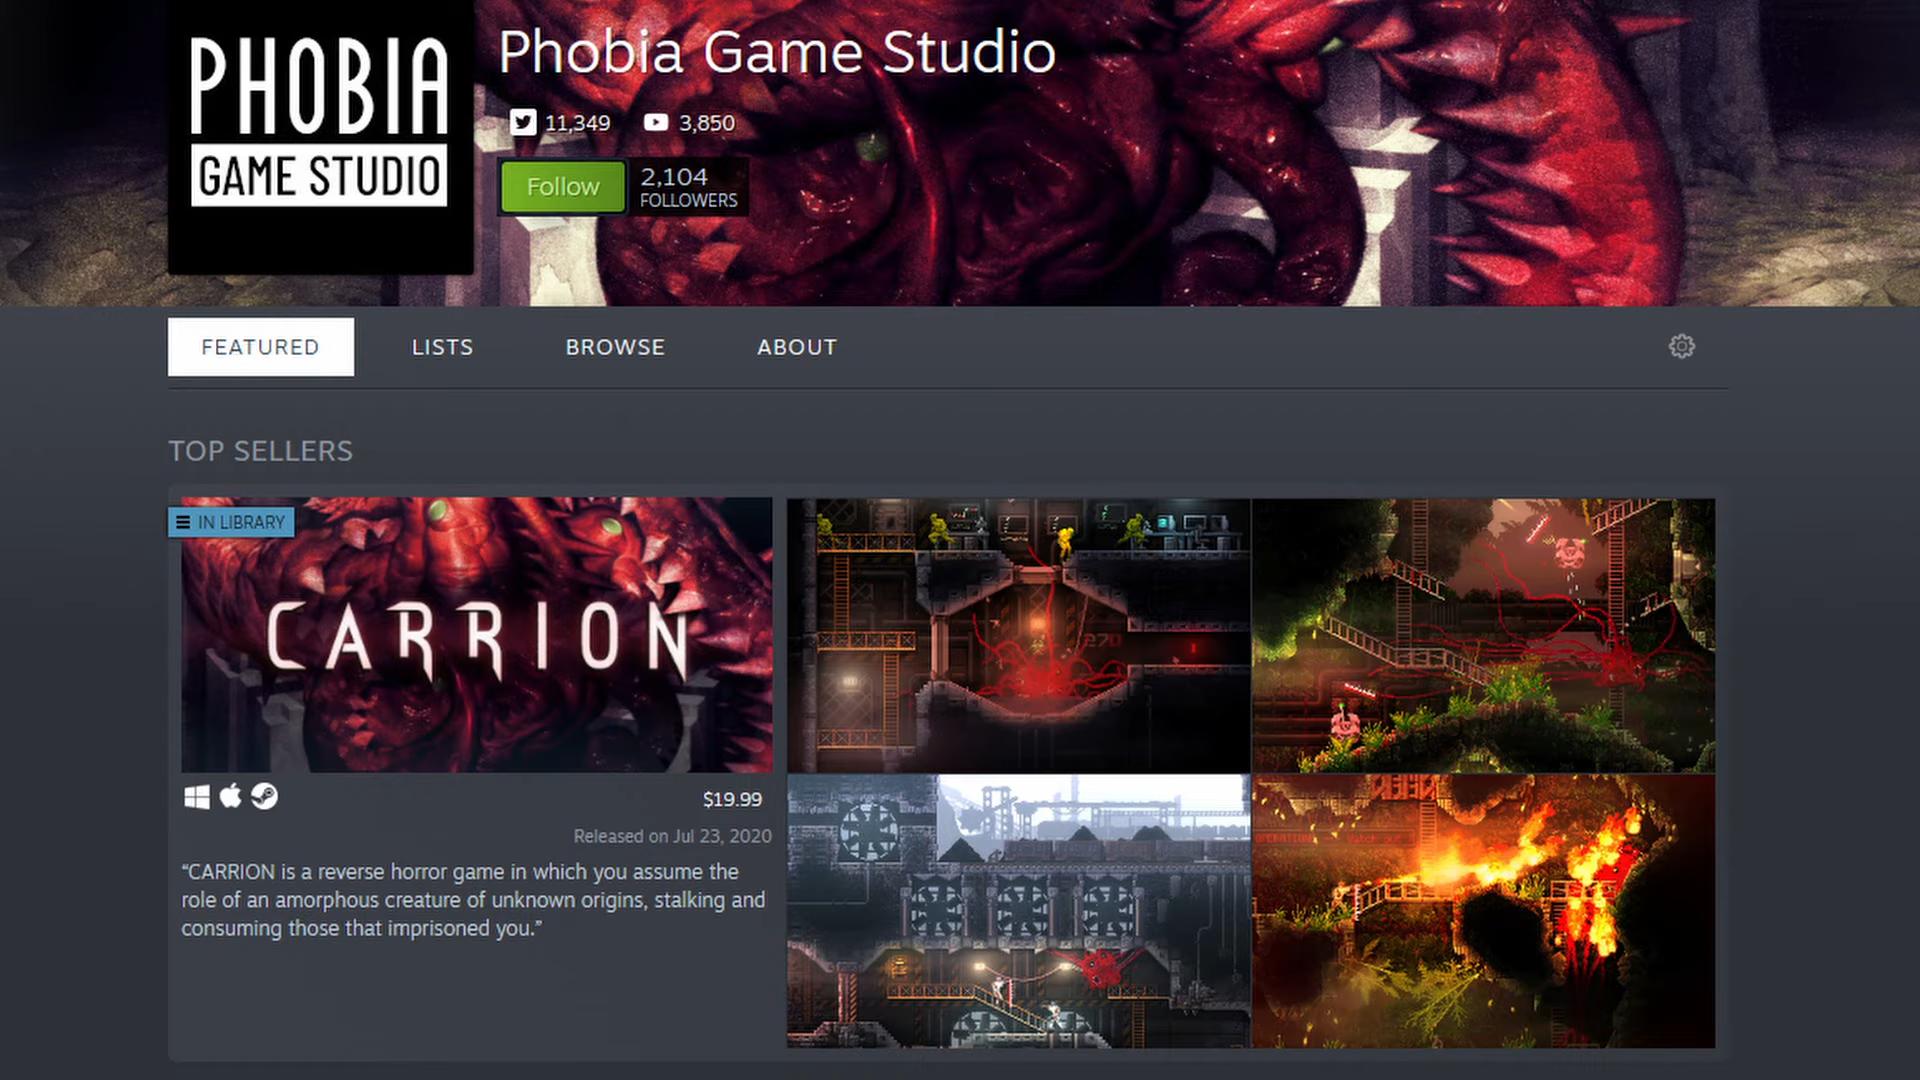 PHOBIA
GAME STUDIO
Phobia Game Studio
11,349 3,850
Follow
2,104
FOLLOWERS
FEATURED LISTS BROWSE ABOUT
TOP SELLERS
IN LIBRARY
CARRION
$19.99
Released on Jul 23, 2020
“CARRION is a reverse horror game in which you assume the
role of an amorphous creature of unknown origins, stalking and
consuming those that imprisoned you.”